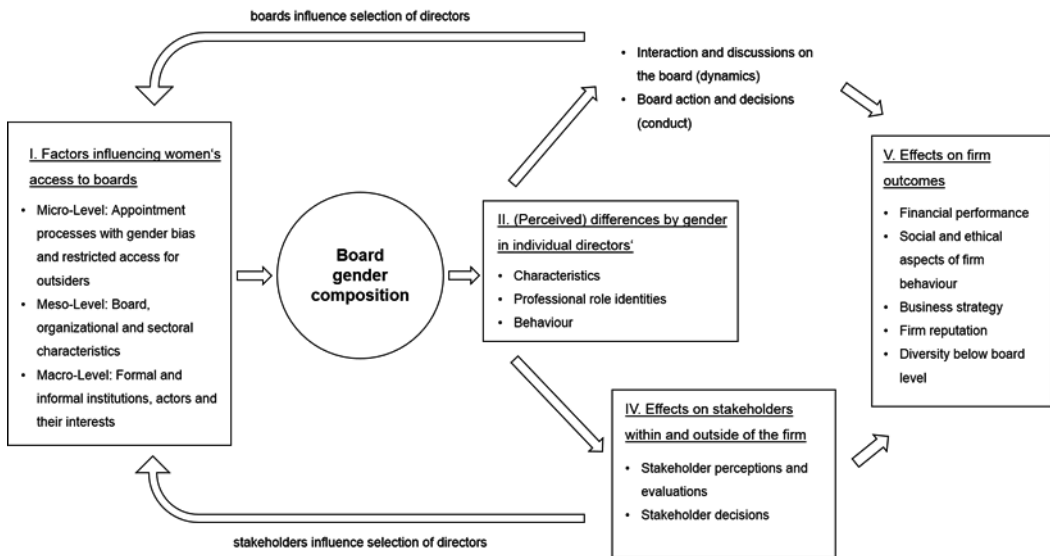 boards influence selection of directors
• Interaction and discussions on
the board (dynamics)
• Board action and decisions
(conduct)
I. Factors influencing women's
access to boards
• Micro-Level: Appointment
processes with gender bias
and restricted access for
outsiders
• Meso-Level: Board,
organizational and sectoral
characteristics
• Macro-Level: Formal and
informal institutions, actors and
their interests
Board
gender
composition
II. (Perceived) differences by gender
in individual directors'
• Characteristics
• Professional role identities
• Behaviour
IV. Effects on stakeholders
within and outside of the firm
• Stakeholder perceptions and
evaluations
• Stakeholder decisions
V. Effects on firm
outcomes
• Financial performance
• Social and ethical
aspects of firm
behaviour
• Business strategy
• Firm reputation
• Diversity below board
level
stakeholders influence selection of directors